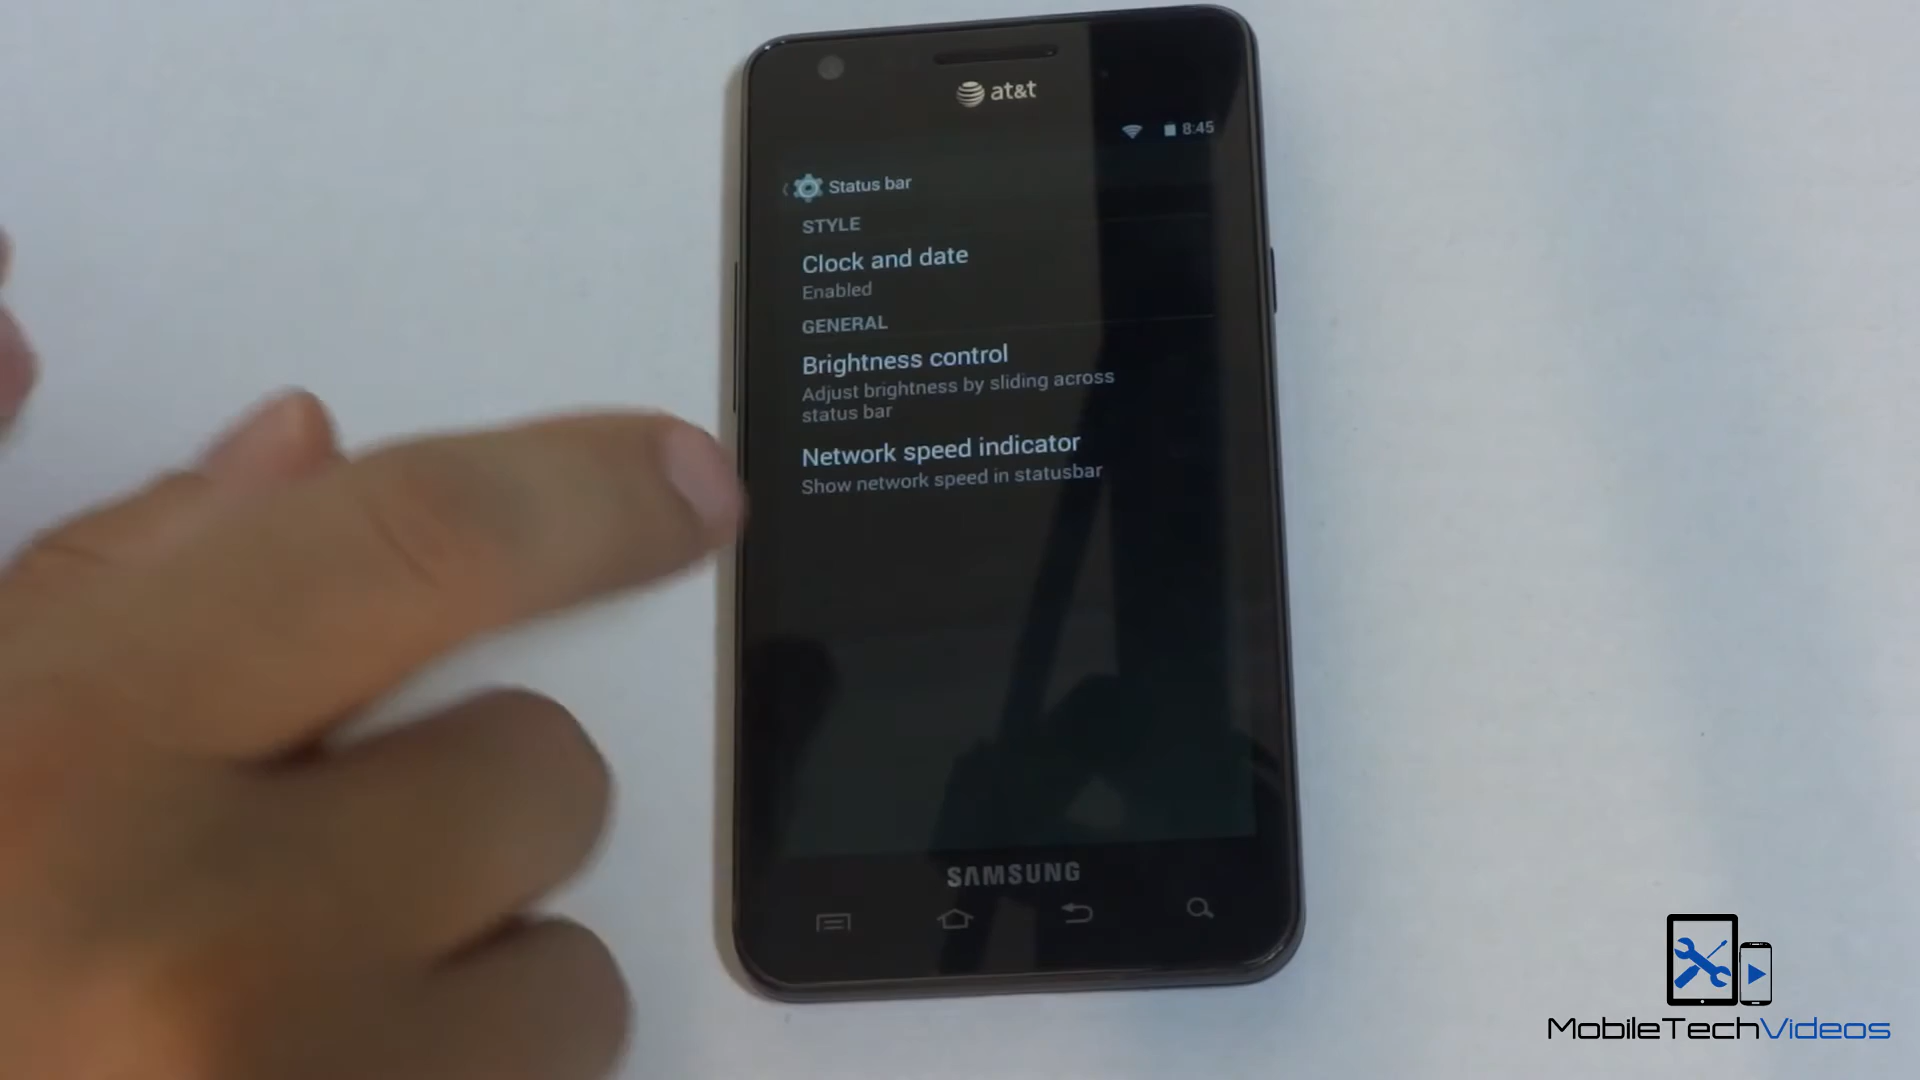 at&t
8:45
Status bar
STYLE
Clock and date
Enabled
GENERAL
Brightness control
Adjust brightness by sliding across
status bar
Network speed indicator
Show network speed in statusbar
SAMSUNG
MobileTechVideos